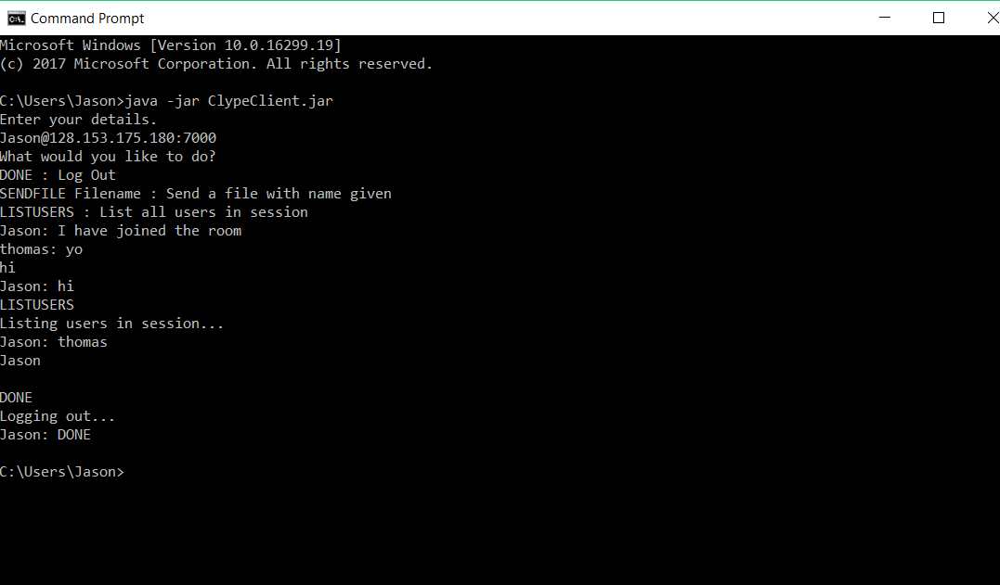 Command Prompt
Microsoft Windows [Version 10.0.16299.19]
(c) 2017 Microsoft Corporation. All rights reserved.
C:\Users\Jason>java -jar ClypeClient.jar
Enter your details.
Jason@128.153.175.180:7000
What would you like to do?
DONE : Log Out
SENDFILE Filename : Send a file with name given
LISTUSERS : List all users in session
Jason: I have joined the room
thomas: yo
hi
Jason: hi
LISTUSERS
Listing users in session...
Jason: thomas
Jason
DONE
Logging out...
Jason: DONE
C:\Users\Jason>